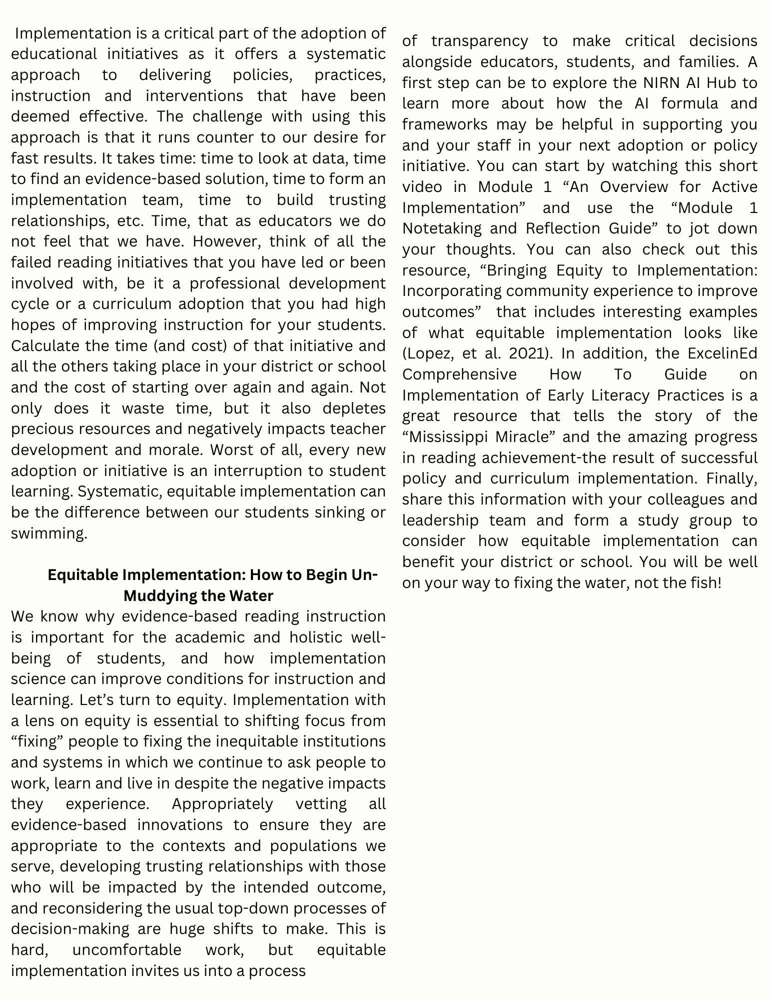 Implementation is a critical part of the adoption of
educational initiatives as it offers a systematic
approach to delivering policies, practices,
instruction and interventions that have been
deemed effective. The challenge with using this
approach is that it runs counter to our desire for
fast results. It takes time: time to look at data, time
to find an evidence-based solution, time to form an
implementation team, time to build trusting
relationships, etc. Time, that as educators we do
not feel that we have. However, think of all the
failed reading initiatives that you have led or been
involved with, be it a professional development
cycle or a curriculum adoption that you had high
hopes of improving instruction for your students.
Calculate the time (and cost) of that initiative and
all the others taking place in your district or school
and the cost of starting over again and again. Not
only does it waste time, but it also depletes
precious resources and negatively impacts teacher
development and morale. Worst of all, every new
adoption or initiative is an interruption to student
learning. Systematic, equitable implementation can
be the difference between our students sinking or
swimming.
Equitable Implementation: How to Begin Un-
Muddying the Water
We know why evidence-based reading instruction
is important for the academic and holistic well-
being of students, and how implementation
science can improve conditions for instruction and
learning. Let’s turn to equity. Implementation with
a lens on equity is essential to shifting focus from
“fixing” people to fixing the inequitable institutions
and systems in which we continue to ask people to
work, learn and live in despite the negative impacts
they experience. Appropriately vetting all
evidence-based innovations to ensure they are
appropriate to the contexts and populations we
serve, developing trusting relationships with those
who will be impacted by the intended outcome,
and reconsidering the usual top-down processes of
decision-making are huge shifts to make. This is
hard, uncomfortable work, but equitable
implementation invites us into a process
of transparency to make critical decisions
alongside educators, students, and families. A
first step can be to explore the NIRN AI Hub to
learn more about how the AI formula and
frameworks may be helpful in supporting you
and your staff in your next adoption or policy
initiative. You can start by watching this short
video in Module 1 “An Overview for Active
Implementation” and use the “Module 1
Notetaking and Reflection Guide” to jot down
your thoughts. You can also check out this
resource, “Bringing Equity to Implementation:
Incorporating community experience to improve
outcomes” that includes interesting examples
of what equitable implementation looks like
(Lopez, et al. 2021). In addition, the ExcelinEd
Comprehensive How To Guide on
Implementation of Early Literacy Practices is a
great resource that tells the story of the
“Mississippi Miracle” and the amazing progress
in reading achievement-the result of successful
policy and curriculum implementation. Finally,
share this information with your colleagues and
leadership team and form a study group to
consider how equitable implementation can
benefit your district or school. You will be well
on your way to fixing the water, not the fish!